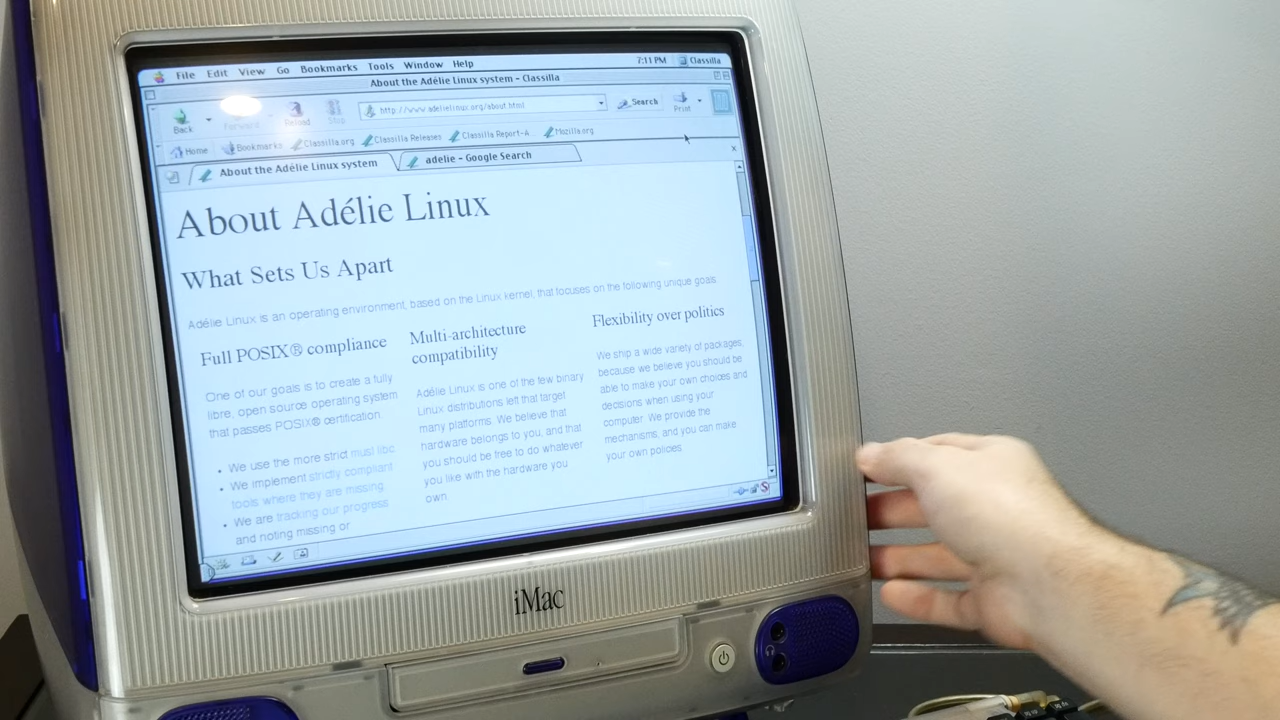 File Edit View Go Bookmarks Tools Window Help 7:11 PM Classilla
About the Adélie Linux system - Classilla
Back Forward Reload Stop http://www.adelielinux.org/about.html Search Print
Home Bookmarks Classilla.org Classilla Releases Classilla Report-A... Mozilla.org
About the Adélie Linux system adelie - Google Search x
About Adélie Linux
What Sets Us Apart
Adélie Linux is an operating environment, based on the Linux kernel, that focuses on the following unique goals:
Full POSIX® compliance
One of our goals is to create a fully
libre, open source operating system
that passes POSIX® certification.
• We use the more strict musl libc
• We implement strictly compliant
tools where they are missing.
• We are tracking our progress
and noting missing or
Multi-architecture
compatibility
Adélie Linux is one of the few binary
Linux distributions left that target
many platforms. We believe that
hardware belongs to you, and that
you should be free to do whatever
you like with the hardware you
own.
Flexibility over politics
We ship a wide variety of packages,
because we believe you should be
able to make your own choices and
decisions when using your
computer. We provide the
mechanisms, and you can make
your own policies.
iMac